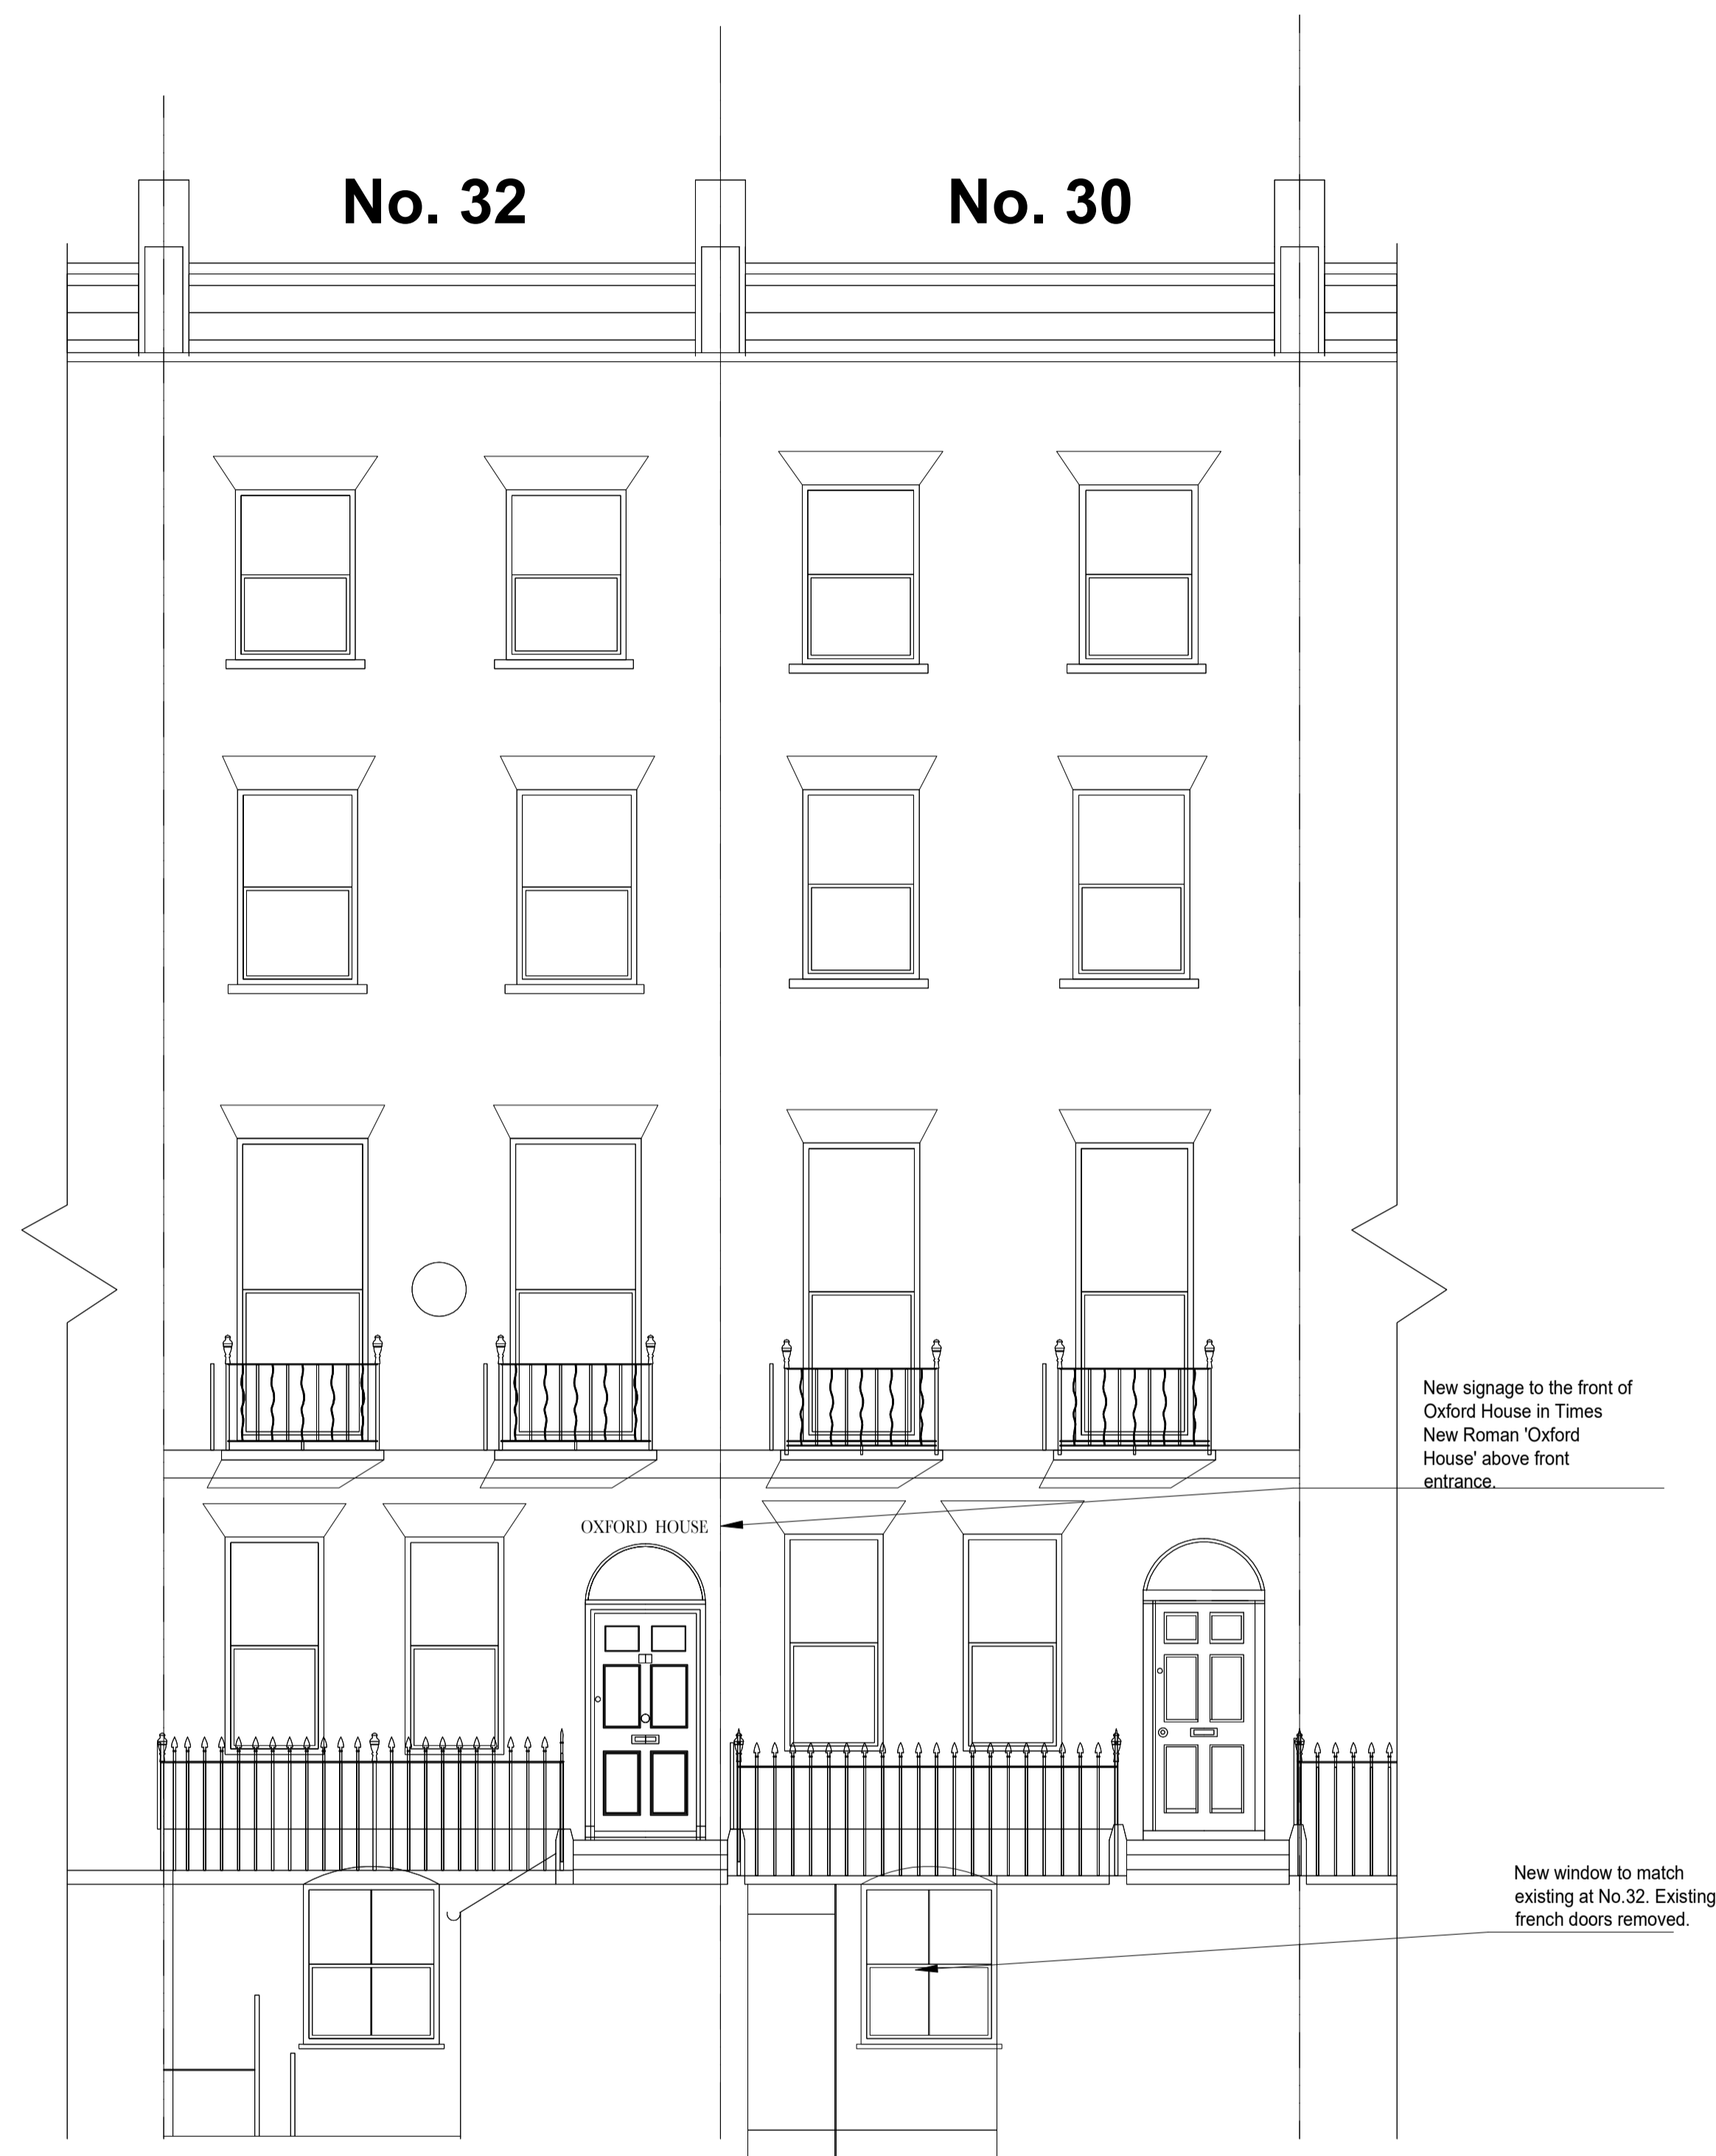 No. 32
No. 30
New signage to the front of
Oxford House in Times
New Roman 'Oxford
House' above front
entrance.
OXFORD HOUSE
New window to match
existing at No.32. Existing
french doors removed.